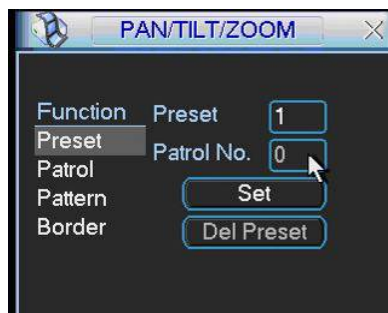 PAN/TILT/ZOOM
Function Preset 1
Preset
Patrol No. 0
Patrol
Pattern Set
Border Del Preset